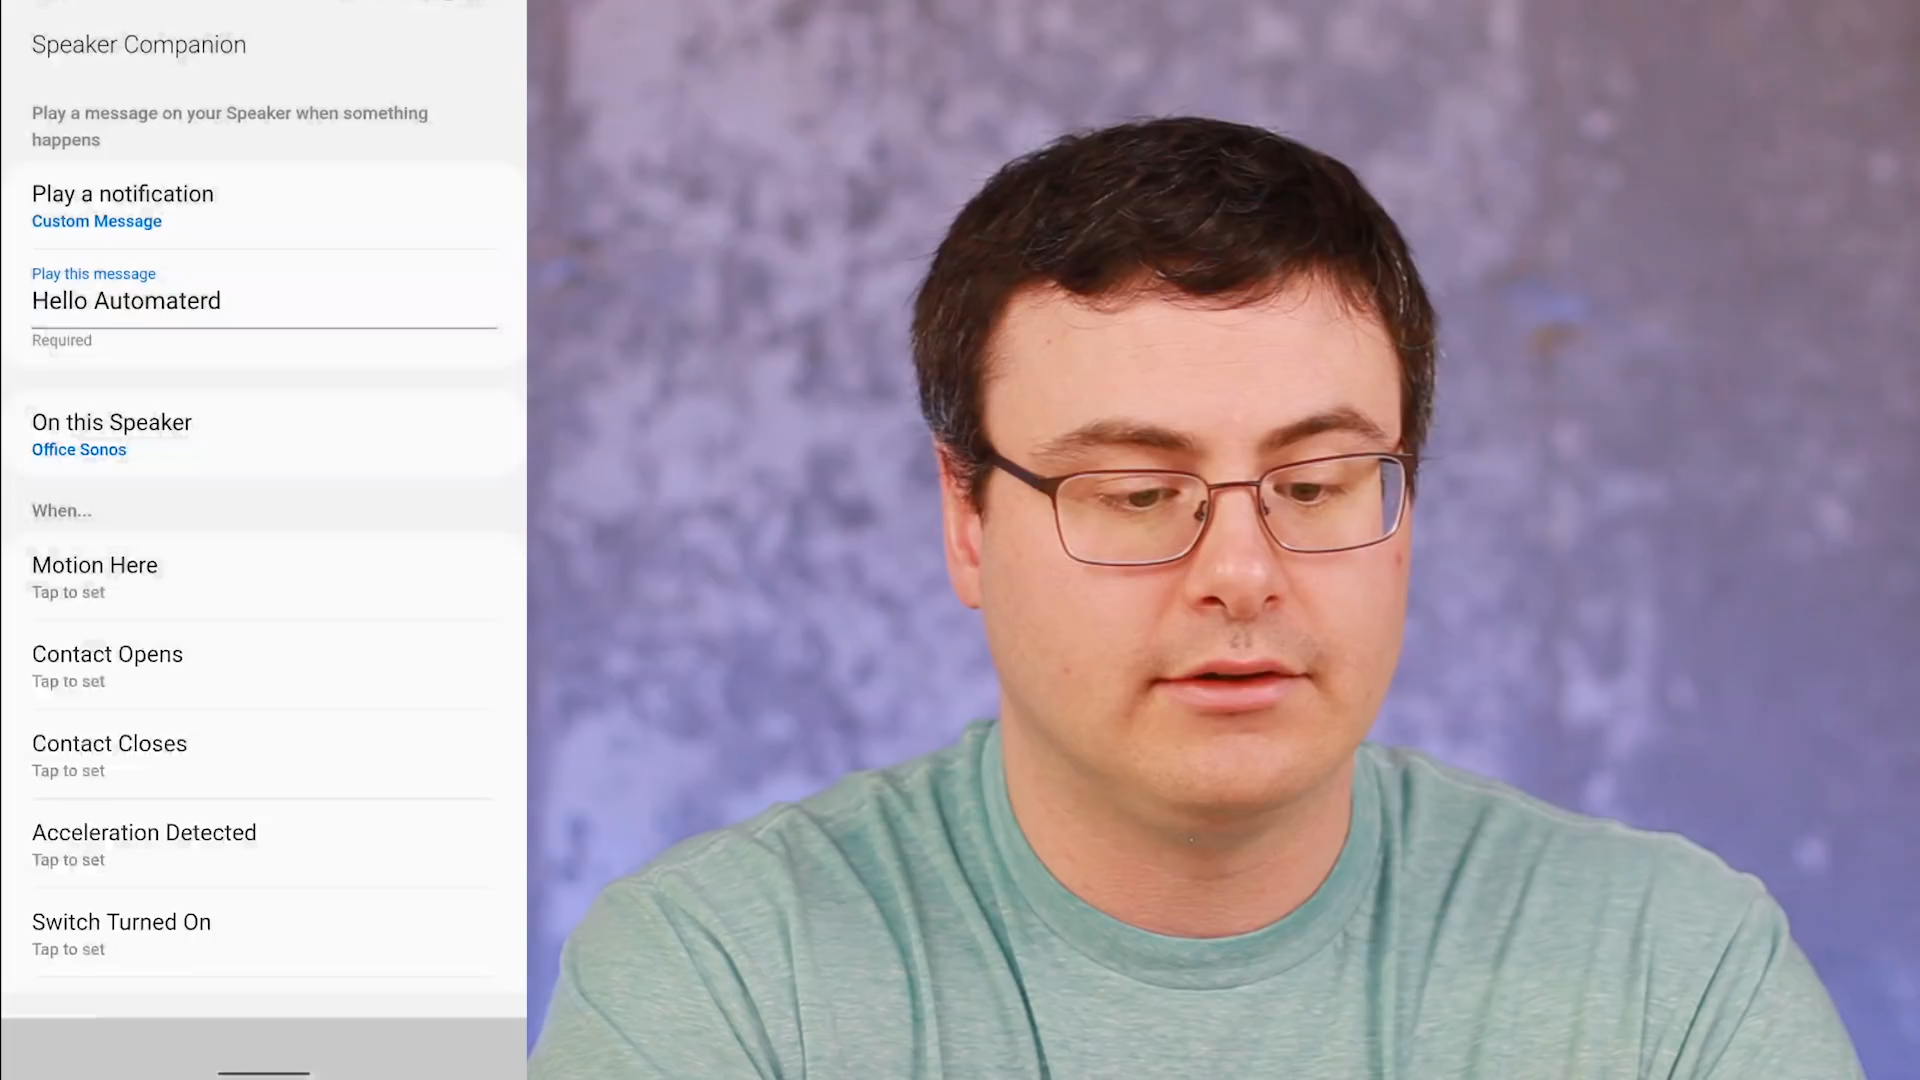 Speaker Companion
Play a message on your Speaker when something
happens
Play a notification
Custom Message
Play this message
Hello Automaterd
Required
On this Speaker
Office Sonos
When...
Motion Here
Tap to set
Contact Opens
Tap to set
Contact Closes
Tap to set
Acceleration Detected
Tap to set
Switch Turned On
Tap to set